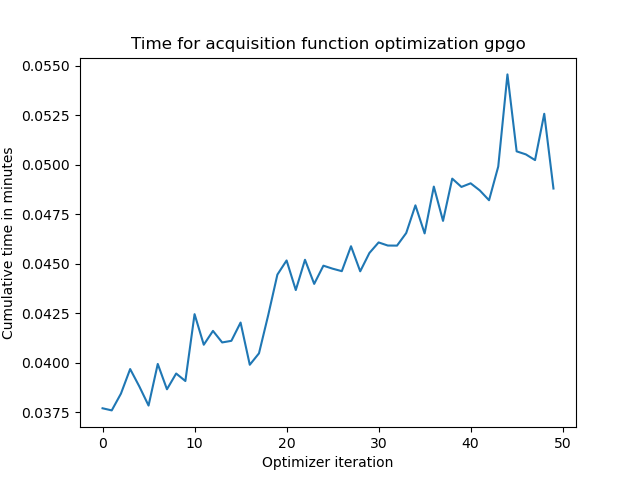 Time for acquisition function optimization gpgo
Cumulative time in minutes
0.0550
0.0525
0.0500
0.0475
0.0450
0.0425
0.0400
0.0375
0 10 20 30 40 50
Optimizer iteration